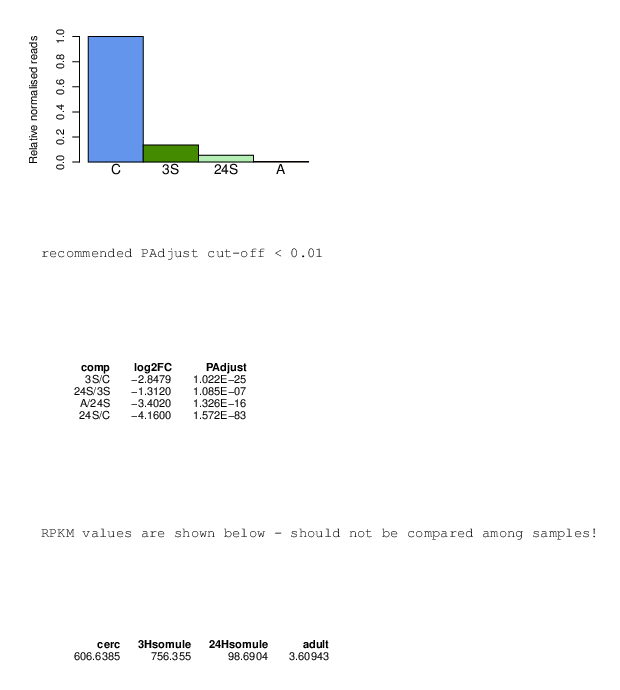 Relative normalised reads
1.0
0.8
0.6
0.4
0.2
0.0
C 3S 24S A
recommended PAdjust cut-off < 0.01
comp log2FC PAdjust
3S/C −2.8479 1.022E−25
24S/3S −1.3120 1.085E−07
A/24S −3.4020 1.326E−16
24S/C −4.1600 1.572E−83
RPKM values are shown below - should not be compared among samples!
cerc 3Hsomule 24Hsomule adult
606.6385 756.355 98.6904 3.60943